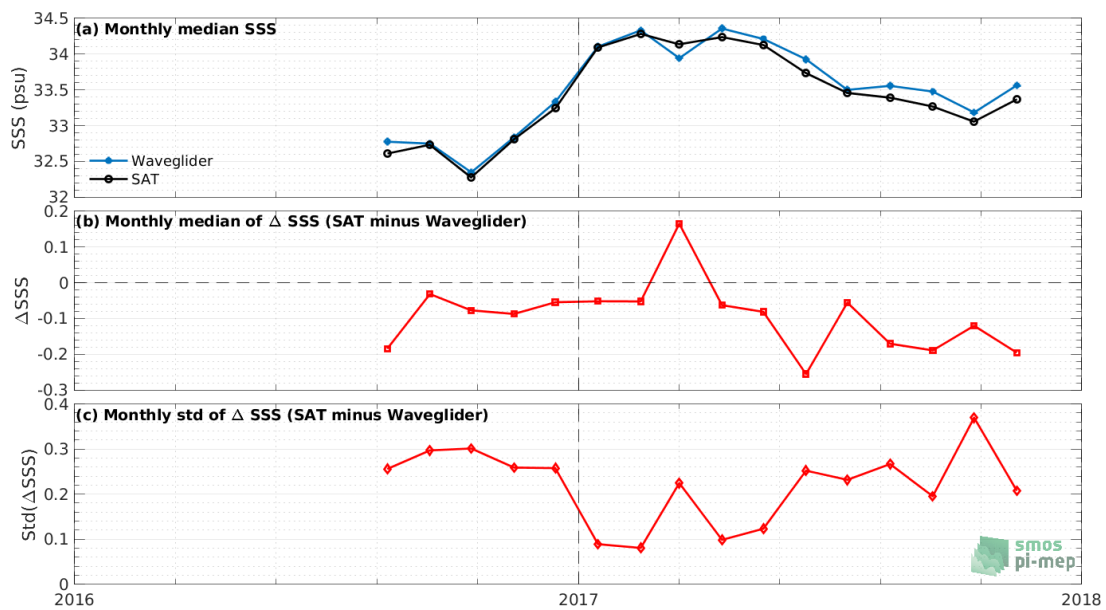 (a) Monthly median SSS
34.5
34
33.5
33
32.5
32
SSS (psu)
Waveglider
SAT
2016
2017
2018
(b) Monthly median of Δ SSS (SAT minus Waveglider)
0.2
0.1
0
-0.1
-0.2
-0.3
ΔSSS
(c) Monthly std of Δ SSS (SAT minus Waveglider)
0.4
0.3
0.2
0.1
0
Std(ΔSSS)
smos
pi-mep
2016
2017
2018